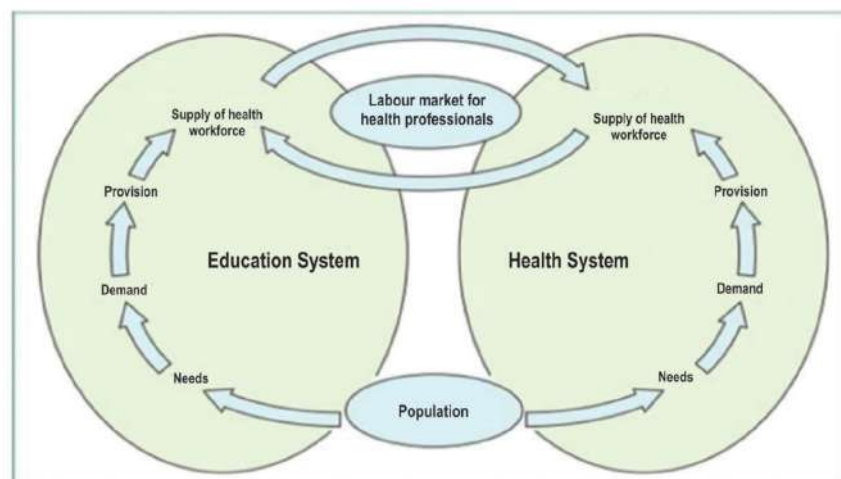 Labour market for
health professionals
Supply of health
workforce
Supply of health
workforce
Provision
Provision
Education System
Health System
Demand
Demand
Needs
Needs
Population